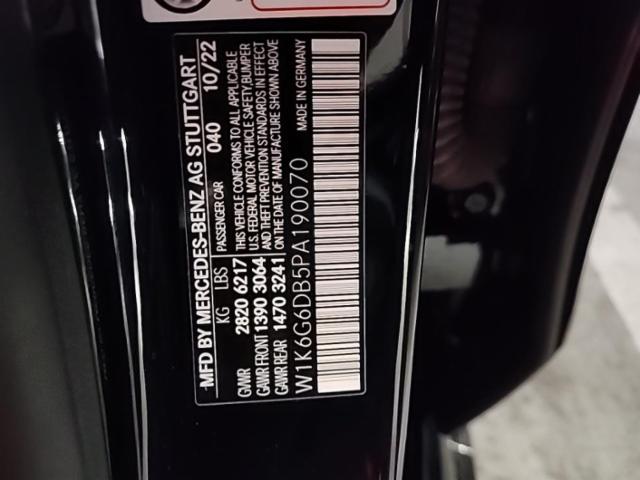 MFD BY MERCEDES-BENZ AG STUTTGART
PASSENGER CAR 040 10/22
KG LBS
GVWR 2820 6217
GAWR FRONT 1390 3064
GAWR REAR 1470 3241
THIS VEHICLE CONFORMS TO ALL APPLICABLE
U.S. FEDERAL MOTOR VEHICLE SAFETY, BUMPER
AND THEFT PREVENTION STANDARDS IN EFFECT
ON THE DATE OF MANUFACTURE SHOWN ABOVE
W1K6G6DB5PA190070
MADE IN GERMANY